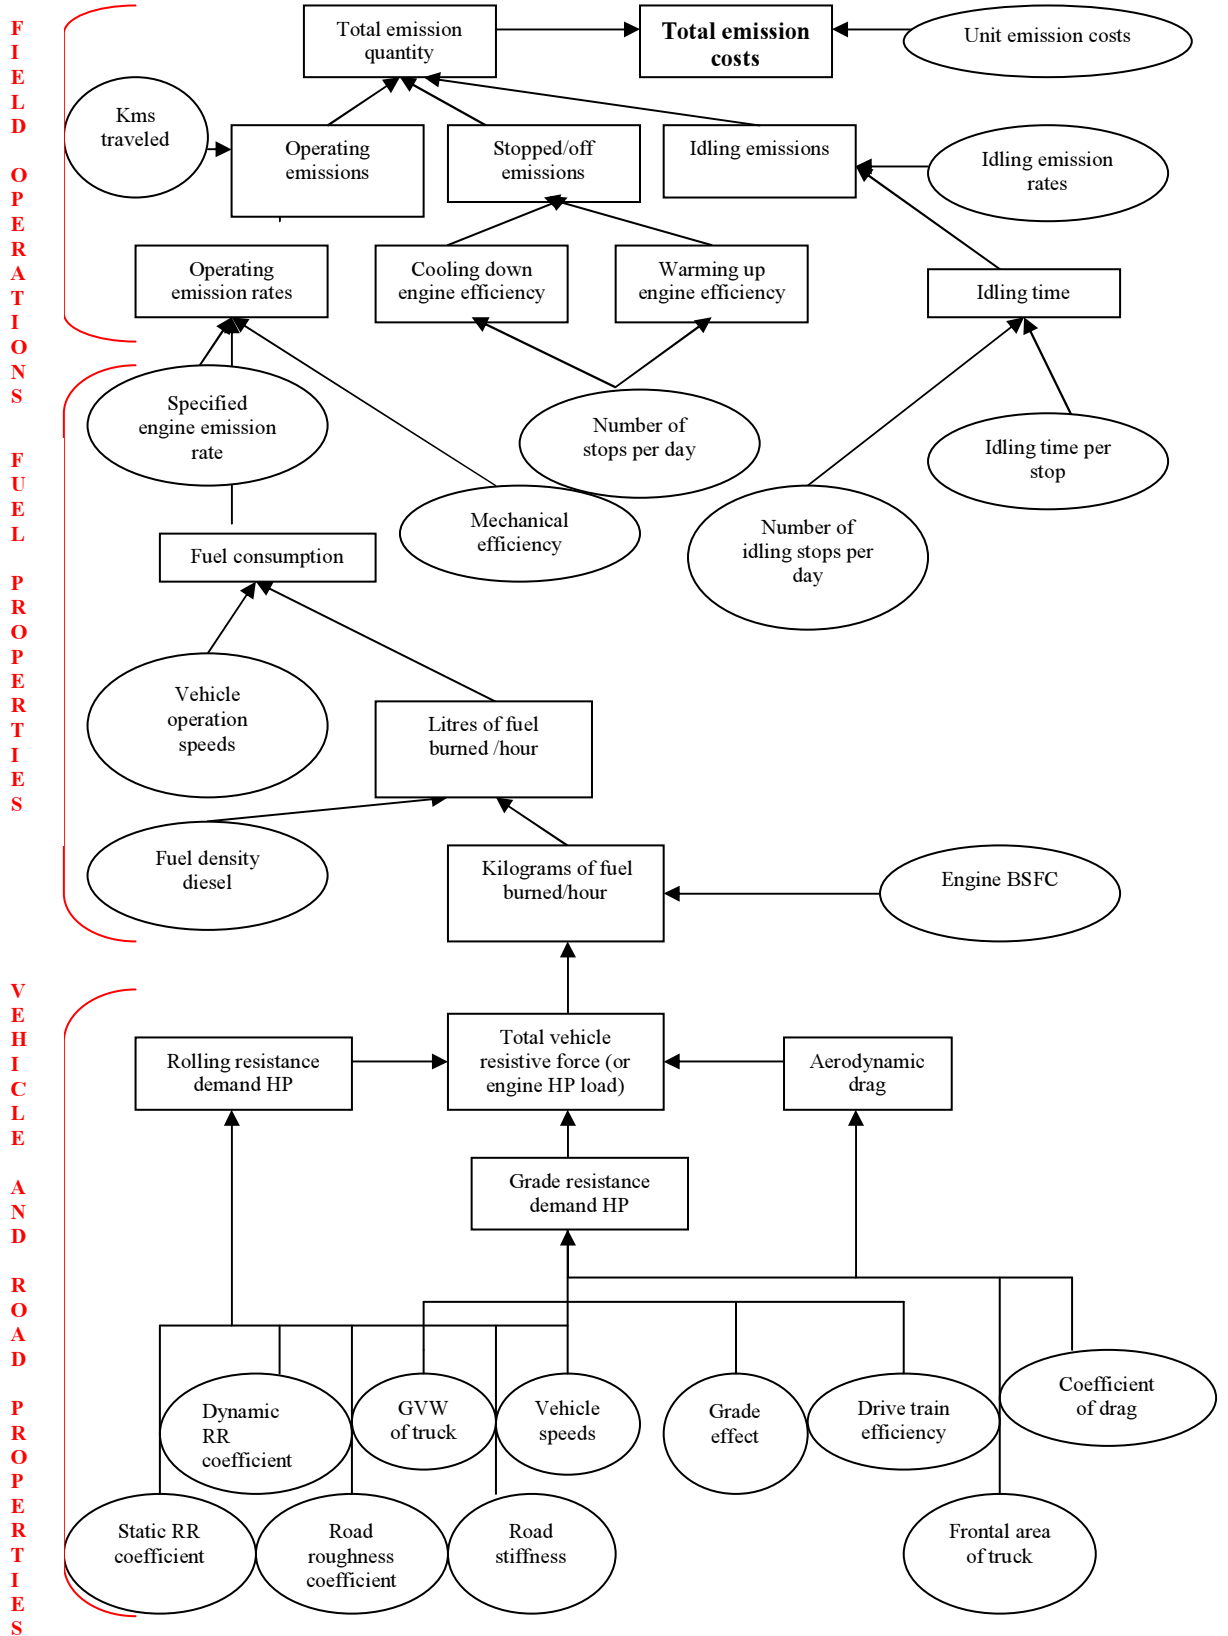 FIELD OPERATIONS
Total emission
quantity
Total emission
costs
Unit emission costs
Kms
traveled
Operating
emissions
Stopped/off
emissions
Idling emissions
Idling emission
rates
Operating
emission rates
Cooling down
engine efficiency
Warming up
engine efficiency
Idling time
FUEL PROPERTIES
Specified
engine emission
rate
Number of
stops per day
Idling time per
stop
Mechanical
efficiency
Number of
idling stops per
day
Fuel consumption
Vehicle
operation
speeds
Litres of fuel
burned /hour
Fuel density
diesel
Kilograms of fuel
burned/hour
Engine BSFC
VEHICLE AND ROAD PROPERTIES
Rolling resistance
demand HP
Total vehicle
resistive force (or
engine HP load)
Aerodynamic
drag
Grade resistance
demand HP
Dynamic
RR
coefficient
GVW
of truck
Vehicle
speeds
Grade
effect
Drive train
efficiency
Coefficient
of drag
Static RR
coefficient
Road
roughness
coefficient
Road
stiffness
Frontal area
of truck